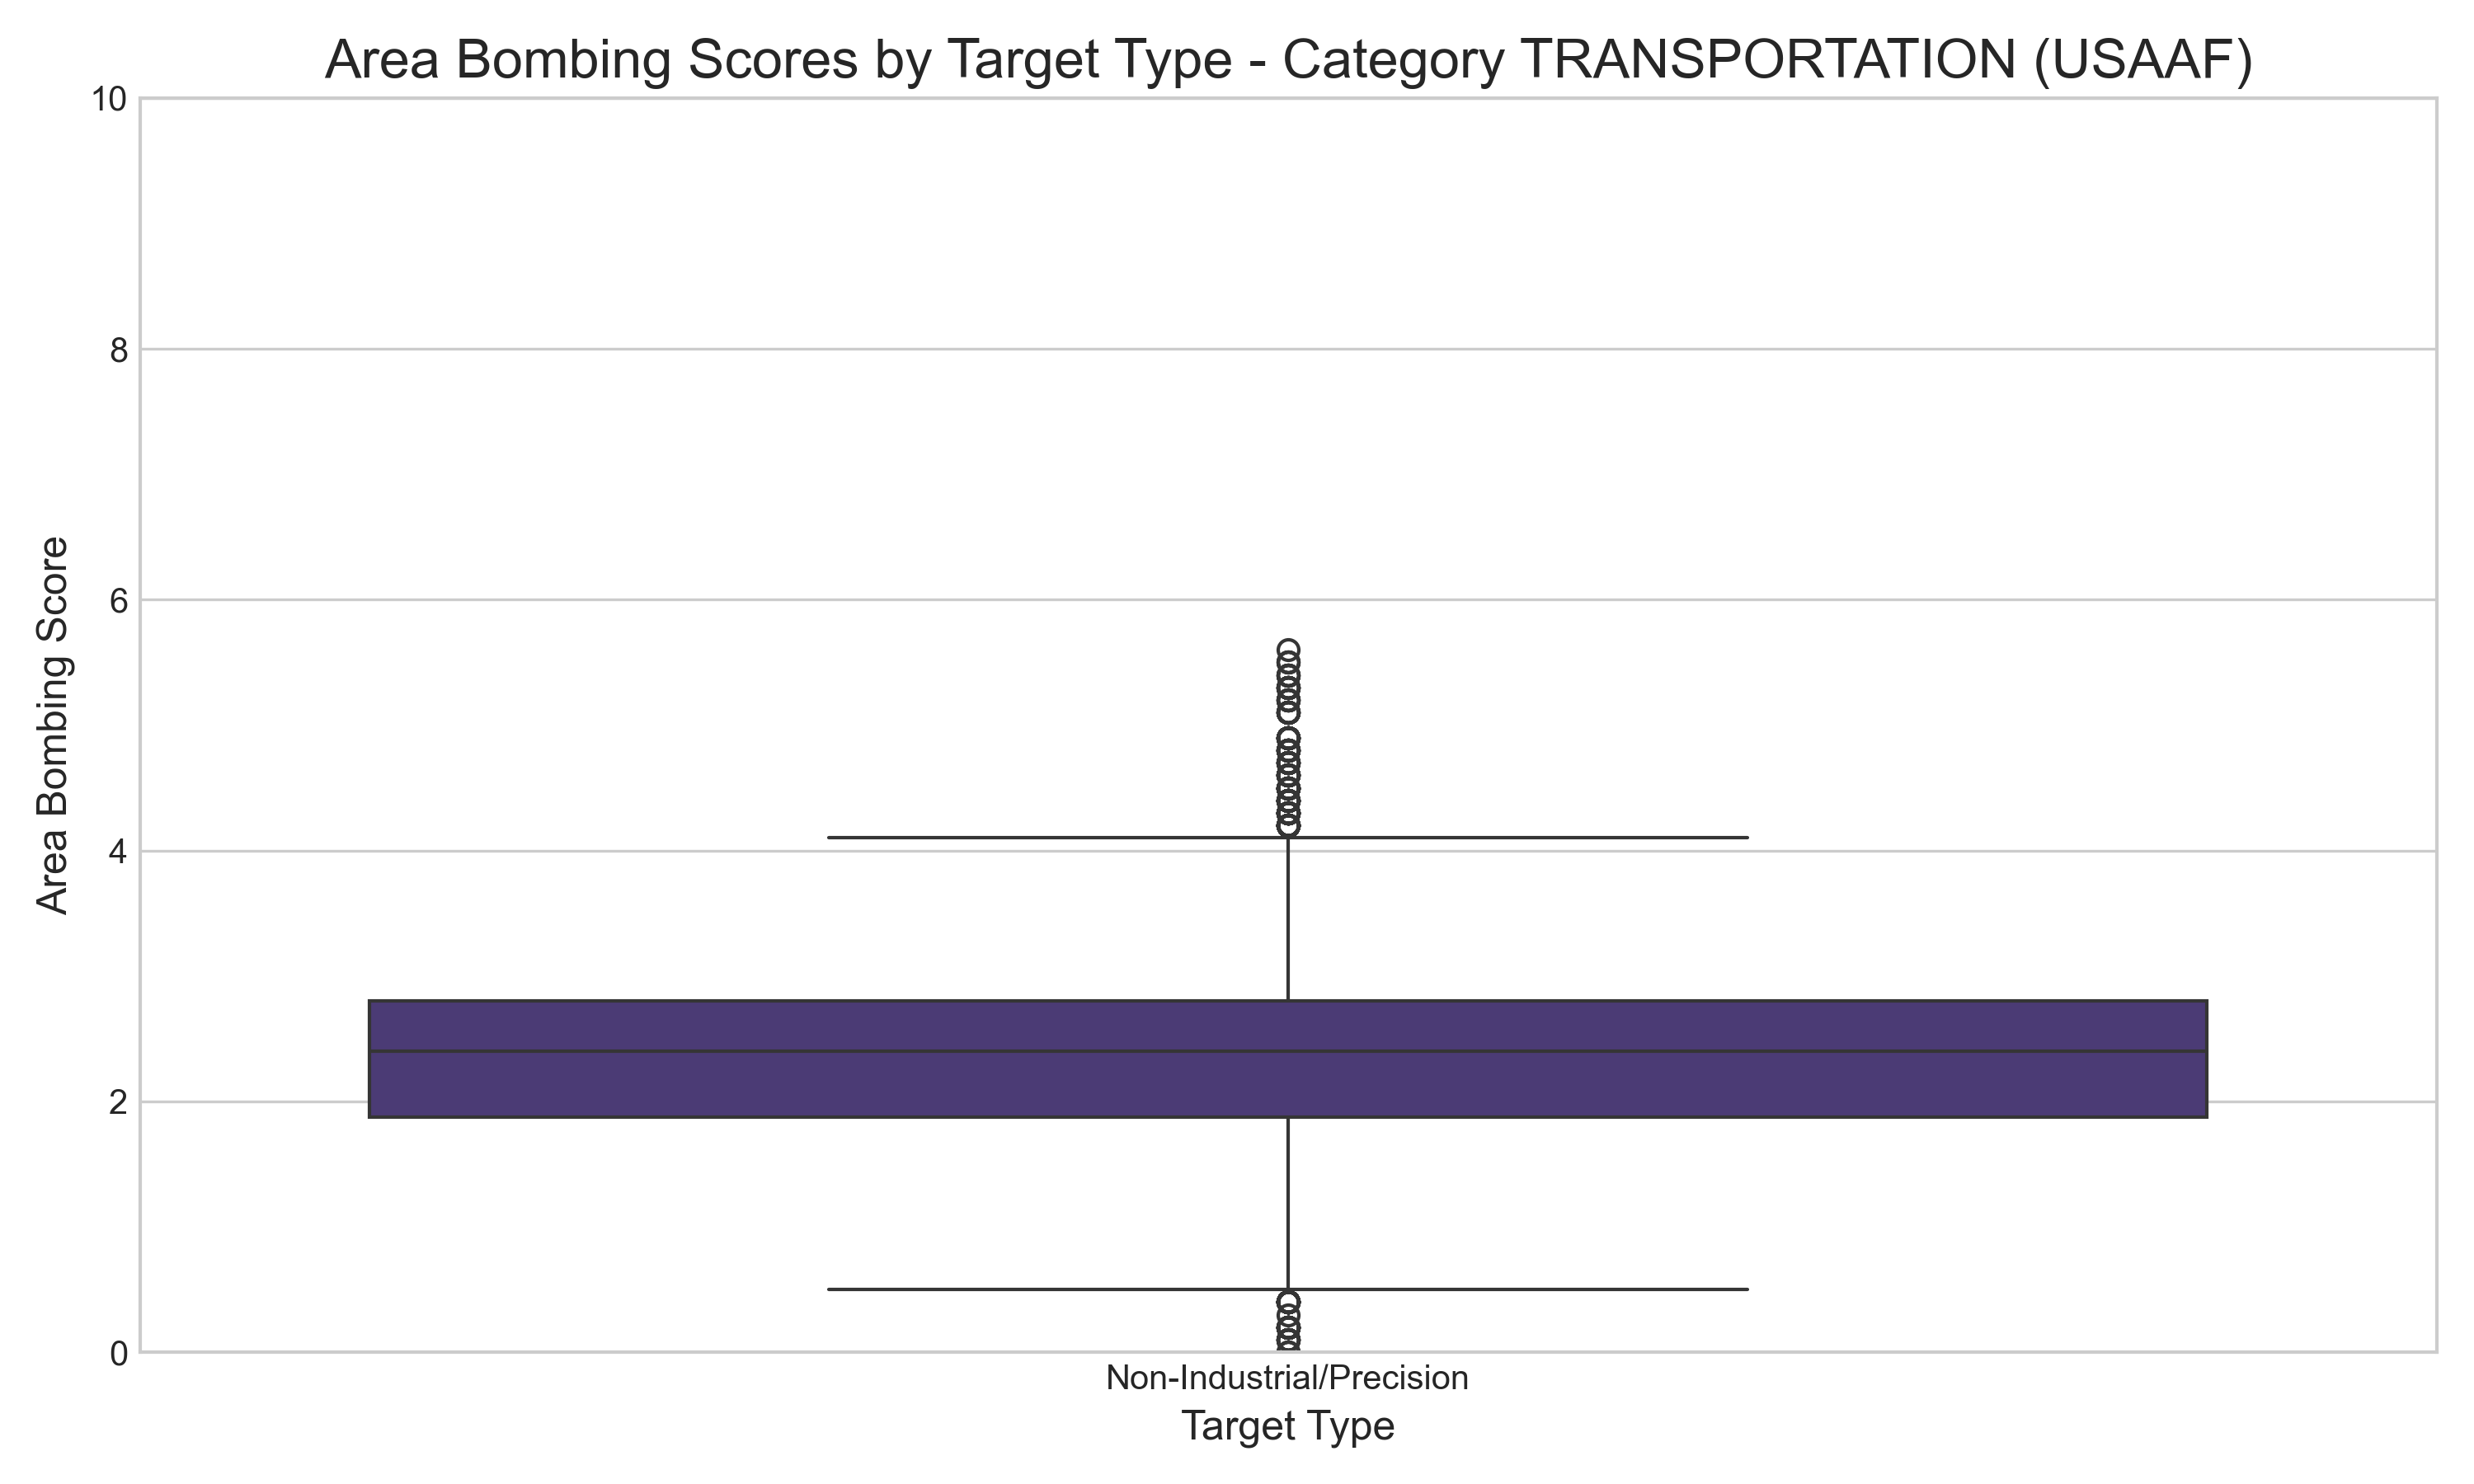 Area Bombing Scores by Target Type - Category TRANSPORTATION (USAAF)
10
8
6
4
2
0
Area Bombing Score
Non-Industrial/Precision
Target Type